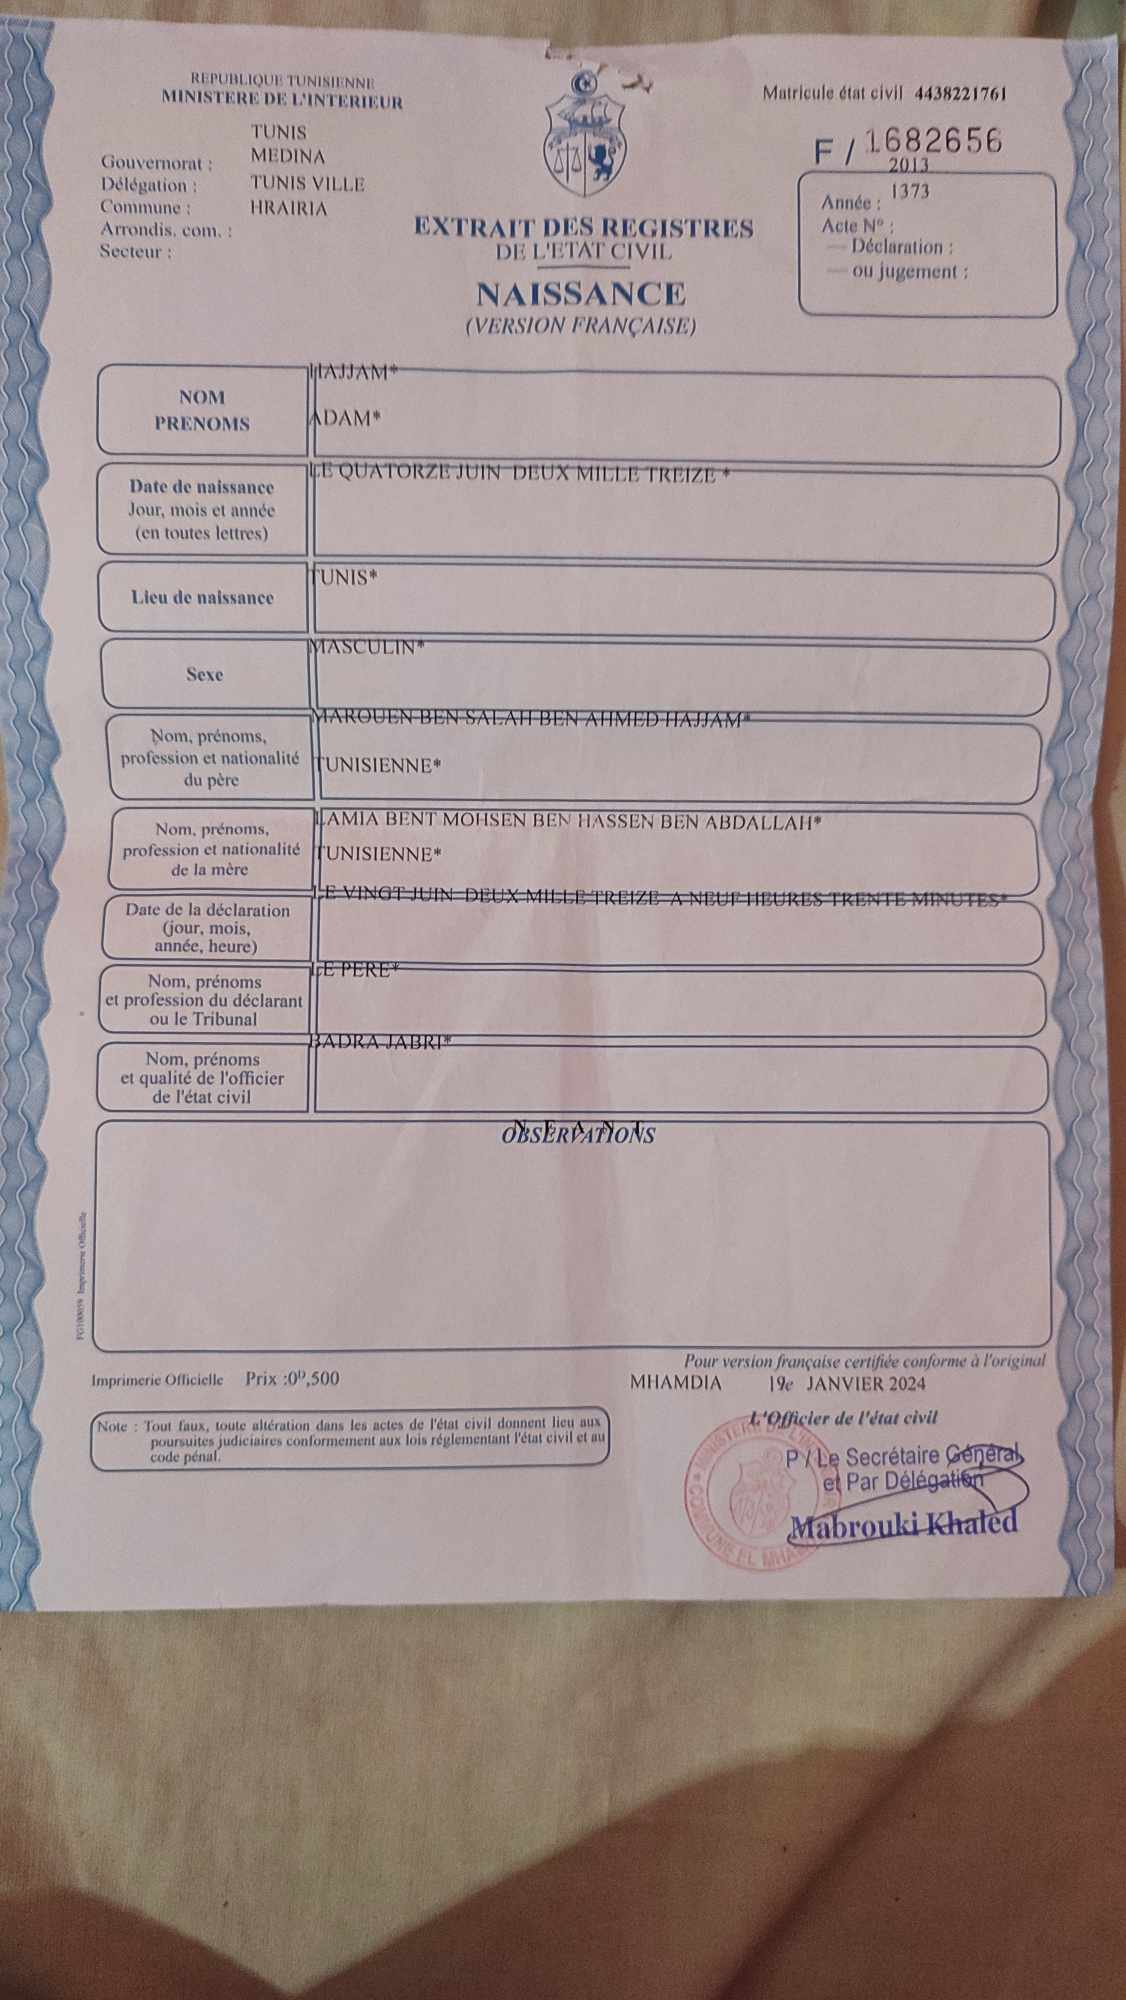 REPUBLIQUE TUNISIENNE
MINISTERE DE L'INTERIEUR
Matricule état civil 4438221761
F / 1682656
Gouvernorat : TUNIS
Délégation : MEDINA
Commune : TUNIS VILLE
Arrondis. com. : HRAIRIA
Secteur :
2013
Année : 1373
Acte N° :
— Déclaration :
— ou jugement :
EXTRAIT DES REGISTRES
DE L'ETAT CIVIL
NAISSANCE
(VERSION FRANÇAISE)
NOM
PRENOMS
HAJJAM*
ADAM*
Date de naissance
Jour, mois et année
(en toutes lettres)
LE QUATORZE JUIN DEUX MILLE TREIZE *
Lieu de naissance
TUNIS*
Sexe
MASCULIN*
Nom, prénoms,
profession et nationalité
du père
MAROUEN BEN SALAH BEN AHMED HAJJAM*
TUNISIENNE*
Nom, prénoms,
profession et nationalité
de la mère
LAMIA BENT MOHSEN BEN HASSEN BEN ABDALLAH*
TUNISIENNE*
Date de la déclaration
(jour, mois,
année, heure)
LE VINGT JUIN DEUX MILLE TREIZE A NEUF HEURES TRENTE MINUTES*
Nom, prénoms
et profession du déclarant
ou le Tribunal
LE PERE*
Nom, prénoms
et qualité de l'officier
de l'état civil
BADRA JABRI*
OBSERVATIONS
N E A N T
FG100059 Imprimerie Officielle
Imprimerie Officielle Prix :0ᴰ,500
Pour version française certifiée conforme à l'original
MHAMDIA 19e JANVIER 2024
L'Officier de l'état civil
Note : Tout faux, toute altération dans les actes de l'état civil donnent lieu aux
poursuites judiciaires conformement aux lois réglementant l'état civil et au
code pénal.
P / Le Secrétaire Général
et Par Délégation
Mabrouki Khaled